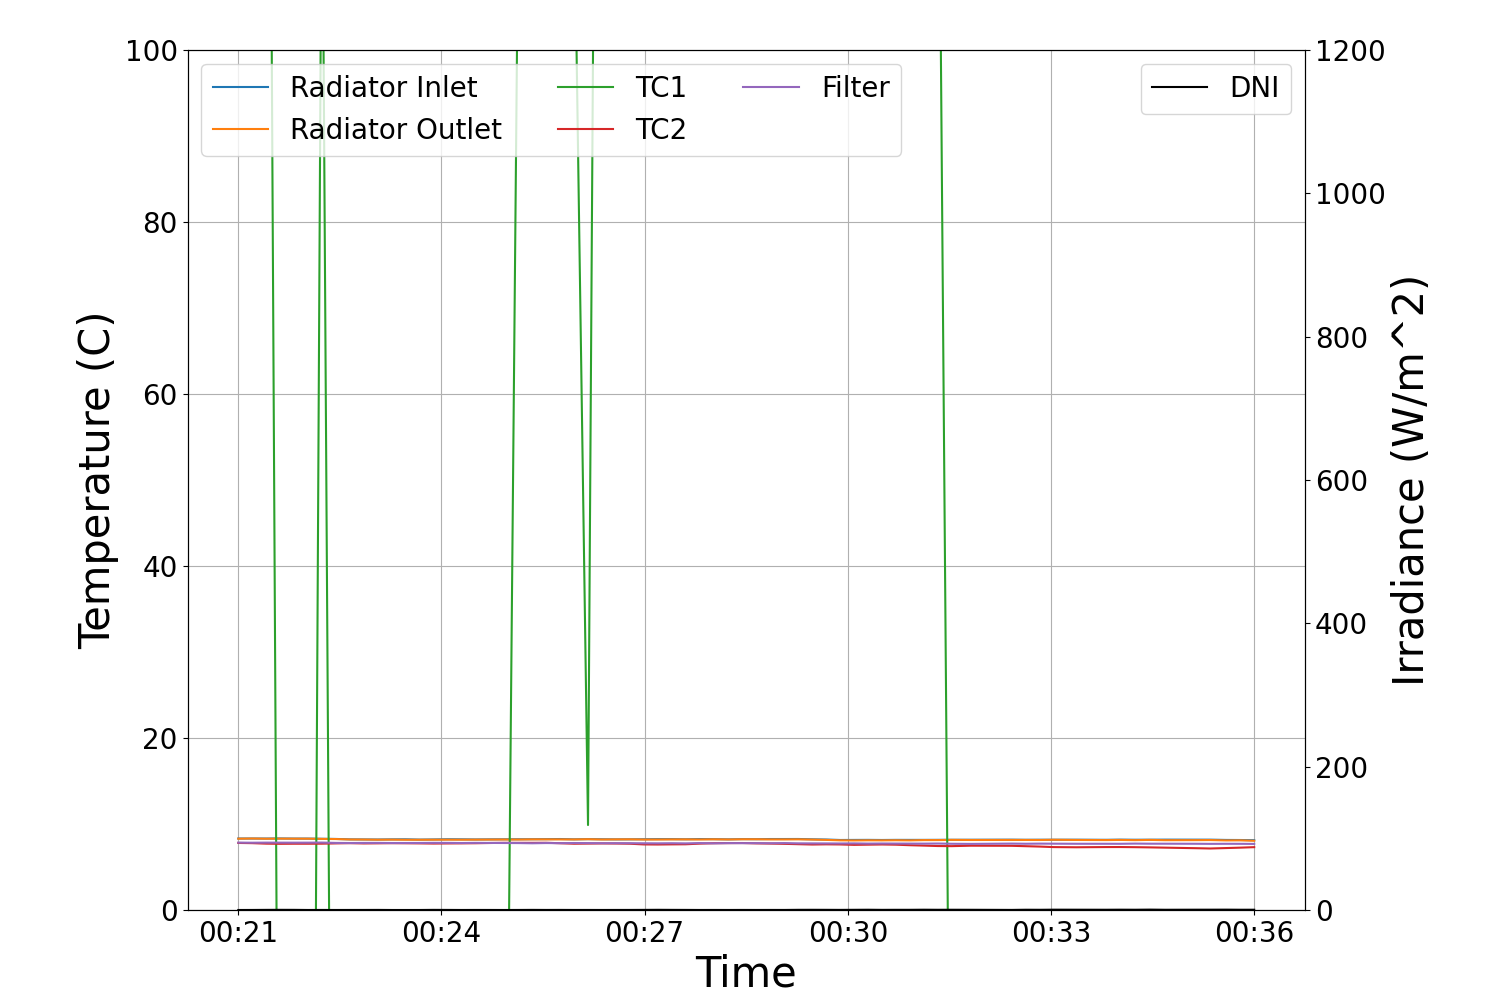 Temperature (C)
100
80
60
40
20
0
Radiator Inlet
Radiator Outlet
TC1
TC2
Filter
DNI
1200
1000
800
600
400
200
0
Irradiance (W/m^2)
00:21 00:24 00:27 00:30 00:33 00:36
Time